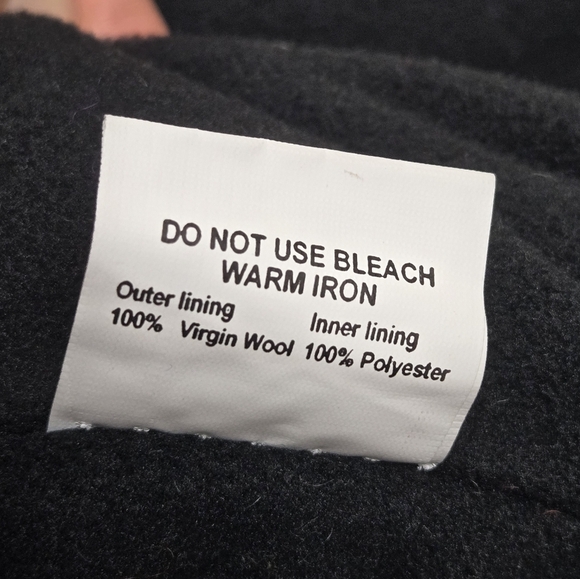 DO NOT USE BLEACH
WARM IRON
Outer lining Inner lining
100% Virgin Wool 100% Polyester